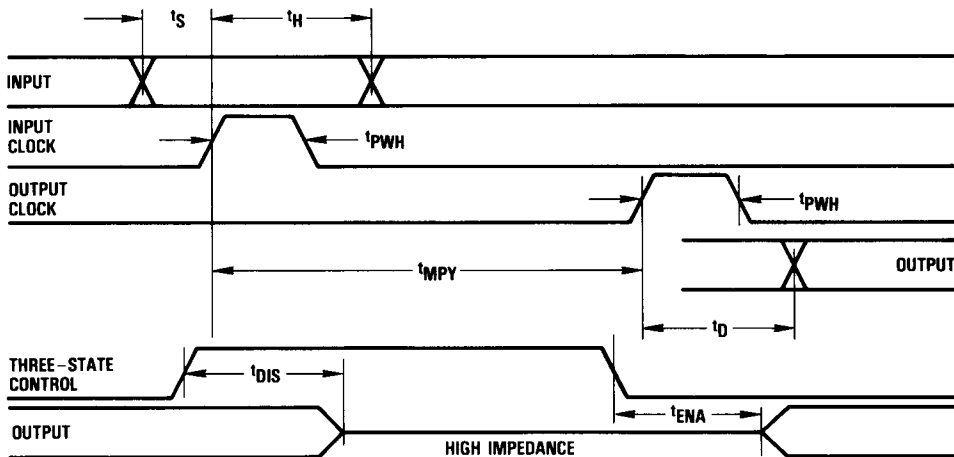 tS
tH
INPUT
INPUT
CLOCK
tPWH
OUTPUT
CLOCK
tPWH
tMPY
OUTPUT
tD
THREE-STATE
CONTROL
tDIS
tENA
OUTPUT
HIGH IMPEDANCE